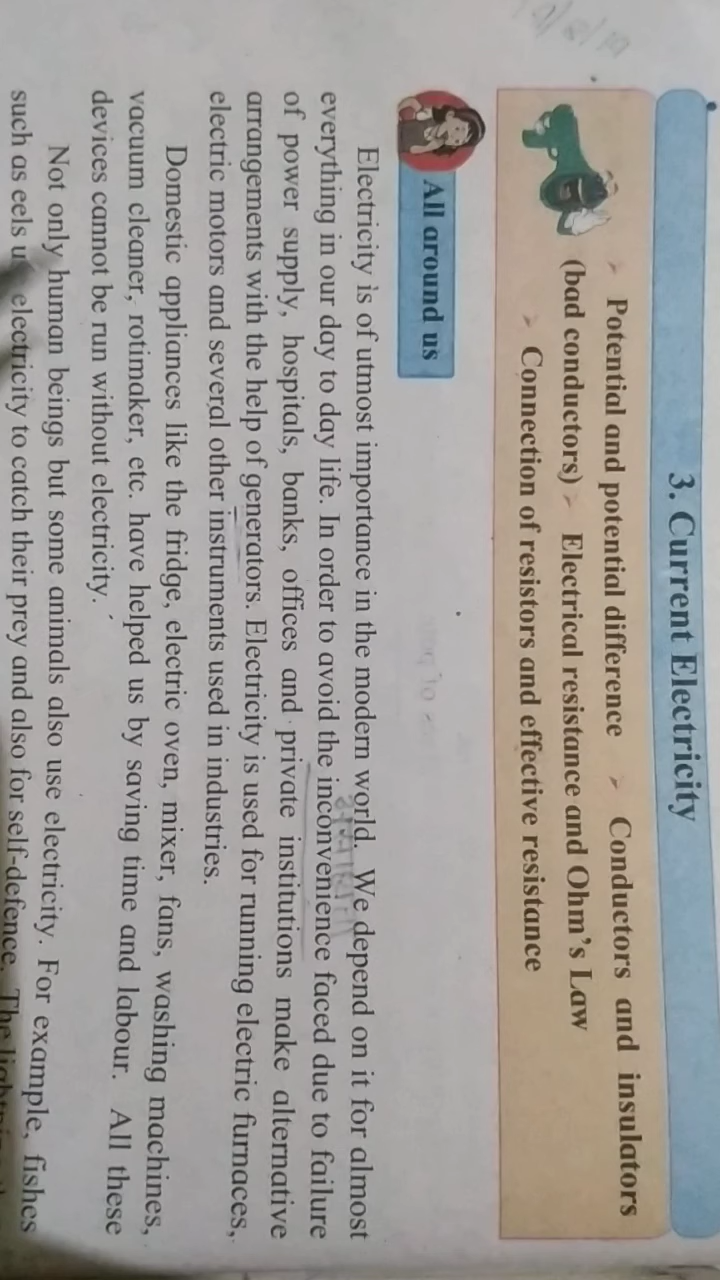 3. Current Electricity
➢ Potential and potential difference ➢ Conductors and insulators
(bad conductors) ➢ Electrical resistance and Ohm's Law
➢ Connection of resistors and effective resistance
All around us
Electricity is of utmost importance in the modern world. We depend on it for almost
everything in our day to day life. In order to avoid the inconvenience faced due to failure
of power supply, hospitals, banks, offices and private institutions make alternative
arrangements with the help of generators. Electricity is used for running electric furnaces,
electric motors and several other instruments used in industries.
Domestic appliances like the fridge, electric oven, mixer, fans, washing machines,
vacuum cleaner, rotimaker, etc. have helped us by saving time and labour. All these
devices cannot be run without electricity.
Not only human beings but some animals also use electricity. For example, fishes
such as eels electricity to catch their prey and also for self-defence. The